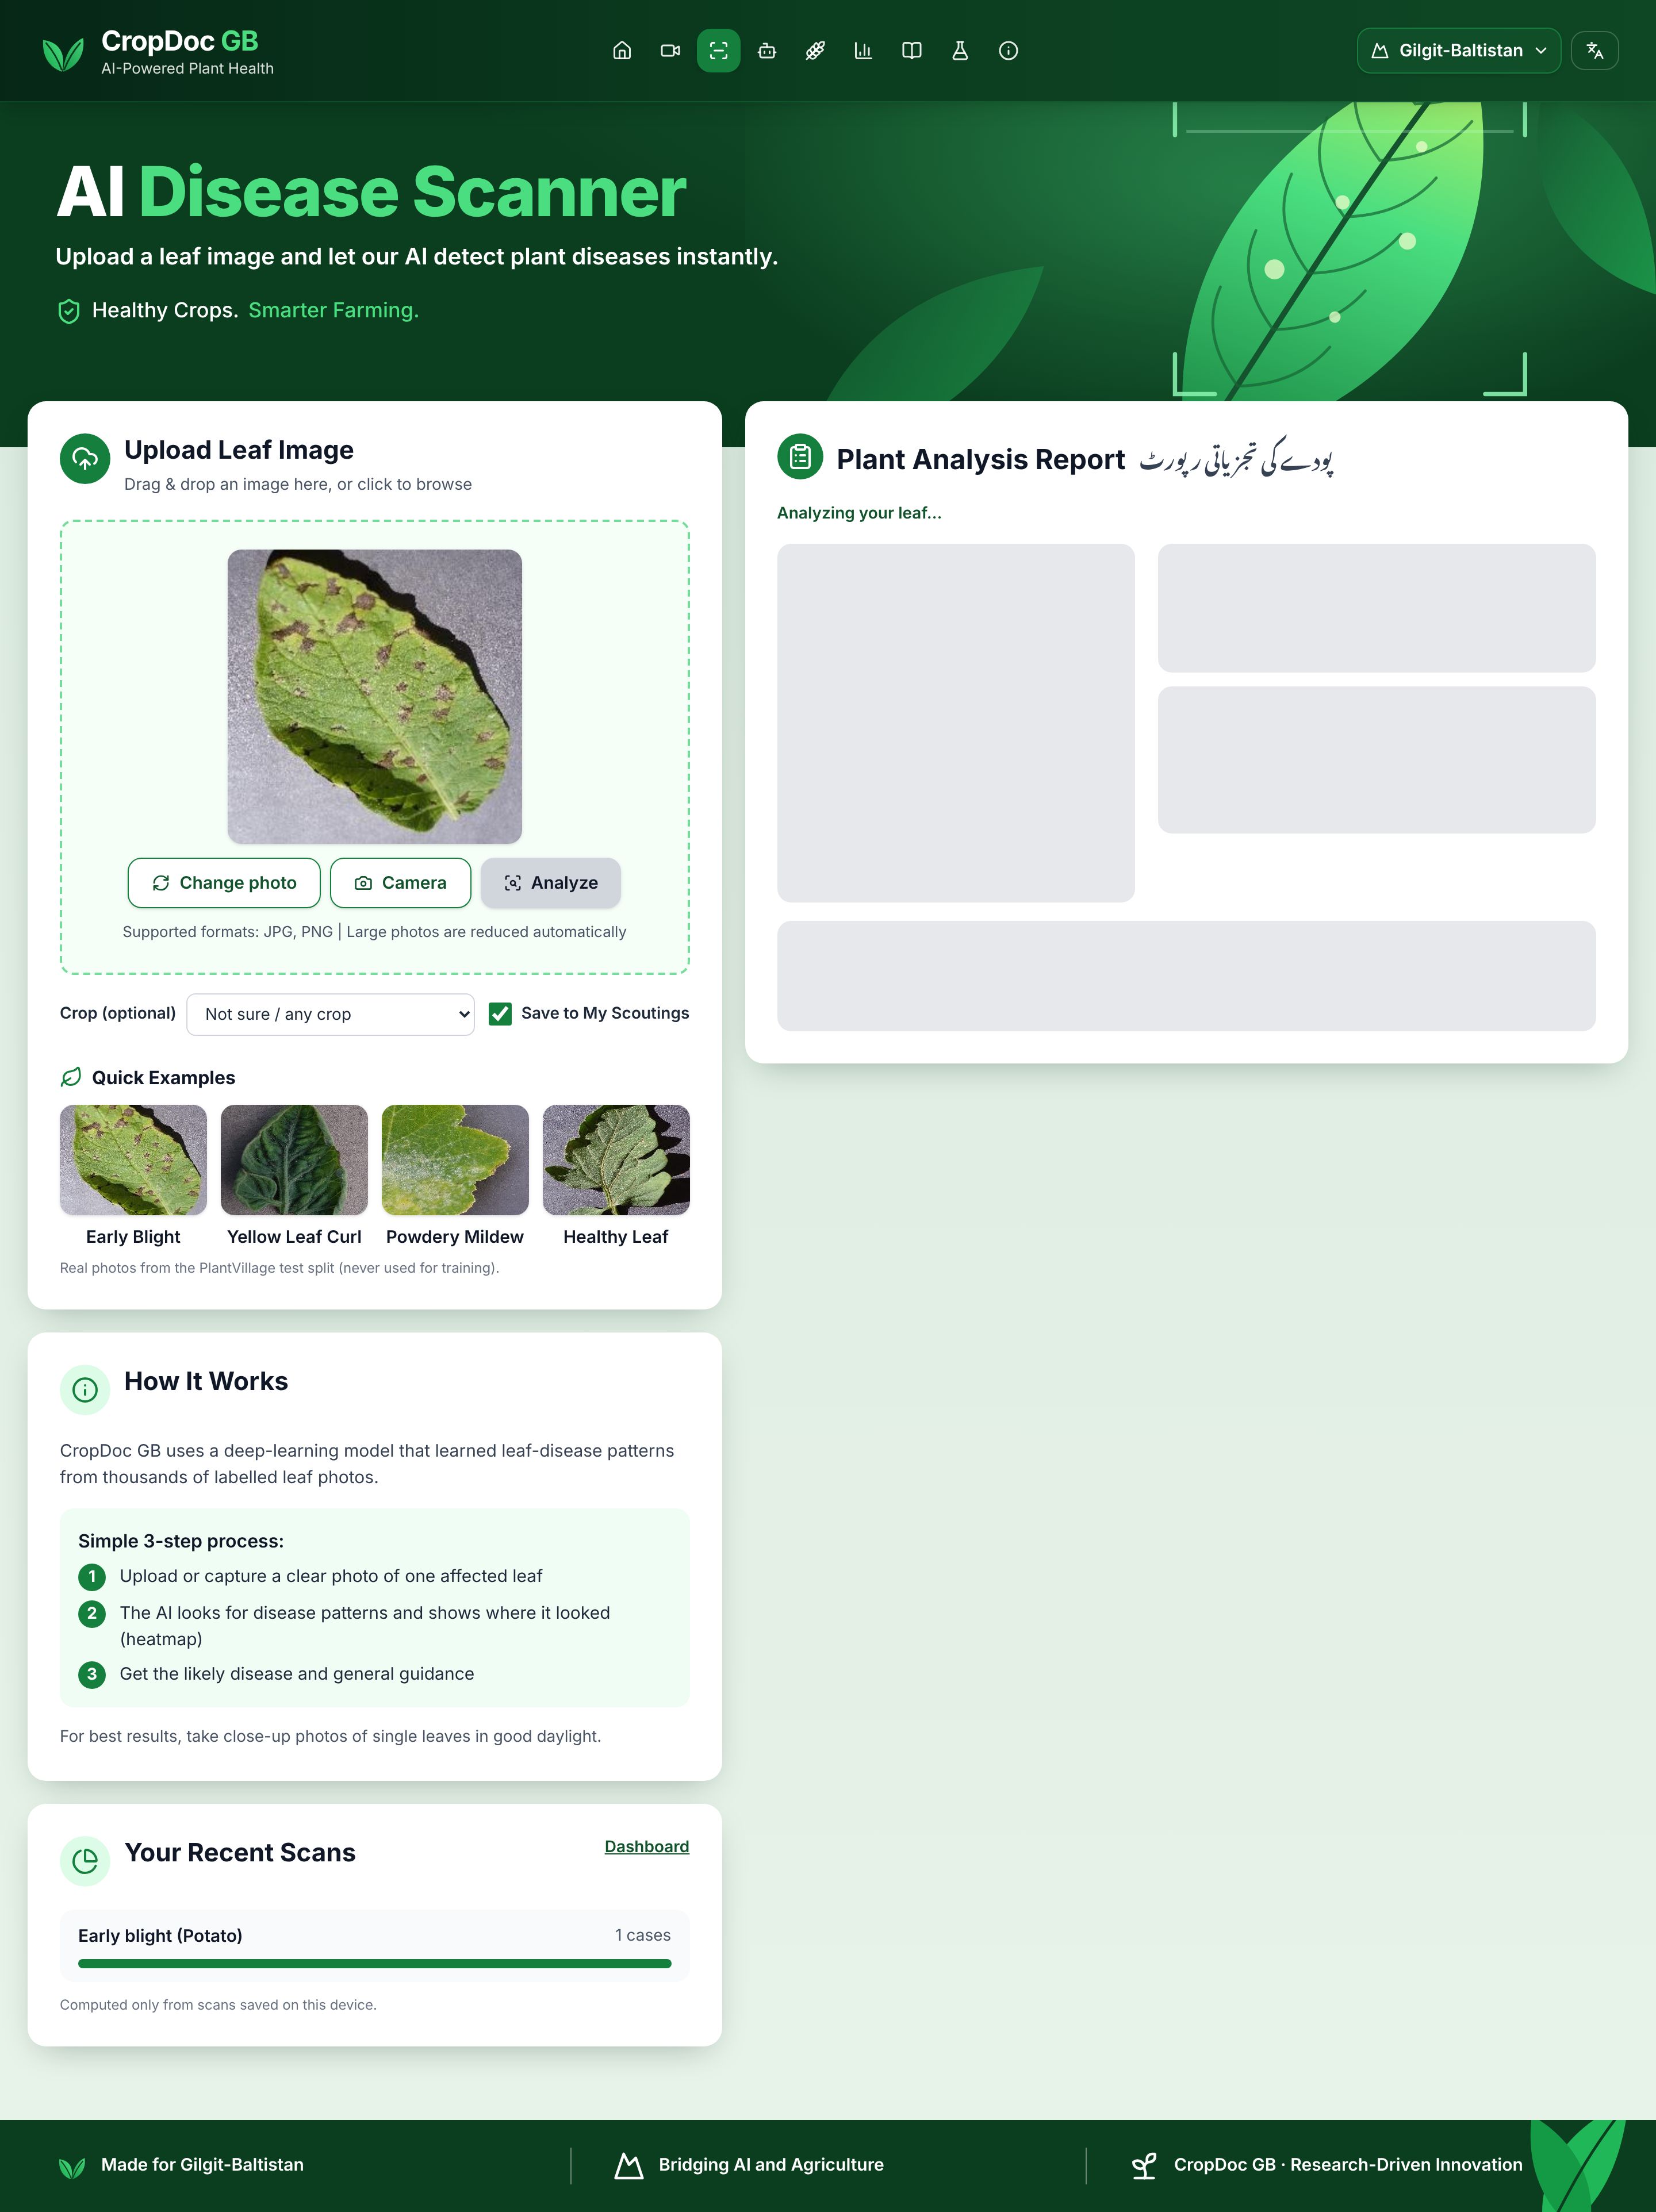 CropDoc GB
AI-Powered Plant Health
Gilgit-Baltistan
AI Disease Scanner
Upload a leaf image and let our AI detect plant diseases instantly.
Healthy Crops. Smarter Farming.
Upload Leaf Image
Drag & drop an image here, or click to browse
Change photo
Camera
Analyze
Supported formats: JPG, PNG | Large photos are reduced automatically
Crop (optional)
Not sure / any crop
Save to My Scoutings
Quick Examples
Early Blight
Yellow Leaf Curl
Powdery Mildew
Healthy Leaf
Real photos from the PlantVillage test split (never used for training).
How It Works
CropDoc GB uses a deep-learning model that learned leaf-disease patterns
from thousands of labelled leaf photos.
Simple 3-step process:
1 Upload or capture a clear photo of one affected leaf
2 The AI looks for disease patterns and shows where it looked
(heatmap)
3 Get the likely disease and general guidance
For best results, take close-up photos of single leaves in good daylight.
Your Recent Scans
Dashboard
Early blight (Potato)
1 cases
Computed only from scans saved on this device.
Plant Analysis Report پودے کی تجزیاتی رپورٹ
Analyzing your leaf...
Made for Gilgit-Baltistan
Bridging AI and Agriculture
CropDoc GB · Research-Driven Innovation